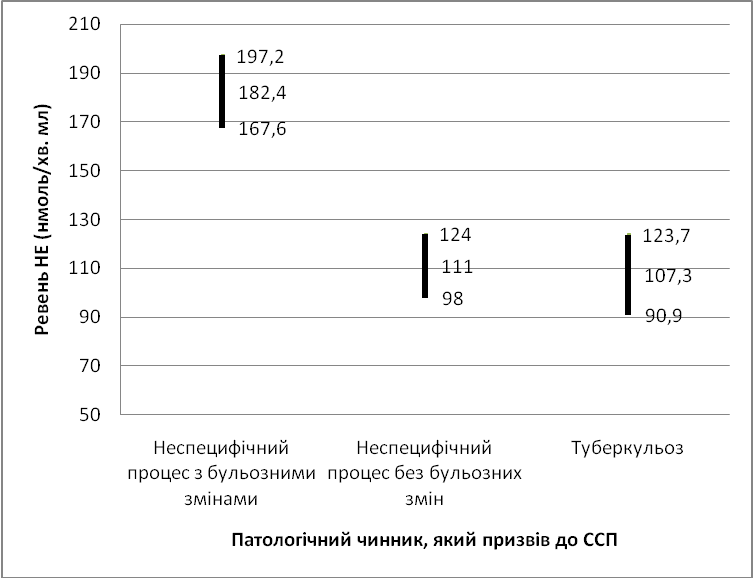 210
190
170
150
130
110
90
70
50
Ревень НЕ (нмоль/хв. мл)
197,2
182,4
167,6
124
111
98
123,7
107,3
90,9
Неспецифічний
процес з бульозними
змінами
Неспецифічний
процес без бульозних
змін
Туберкульоз
Патологічний чинник, який призвів до ССП